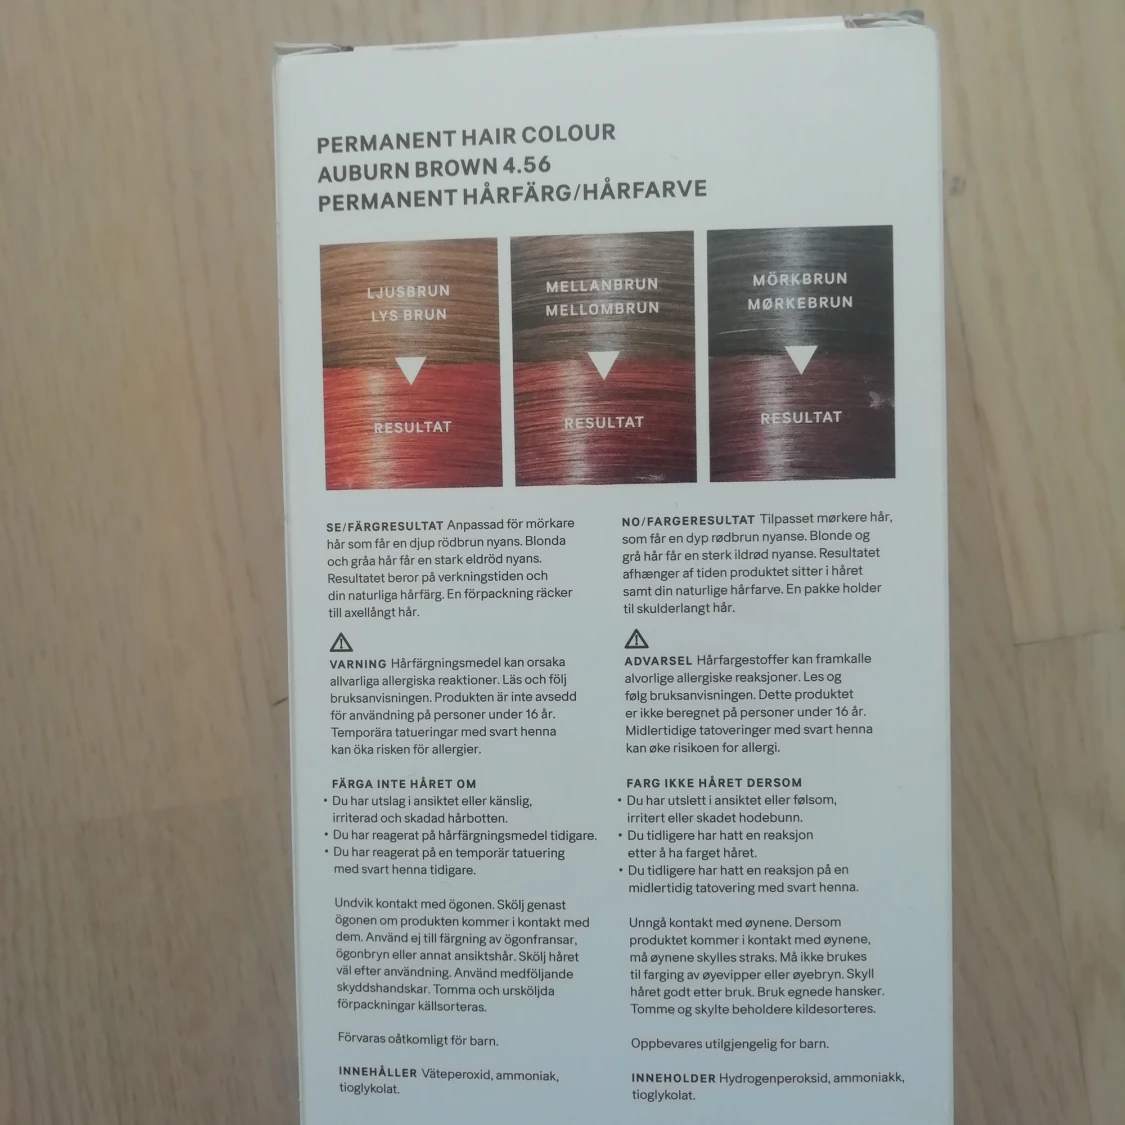 PERMANENT HAIR COLOUR
AUBURN BROWN 4.56
PERMANENT HÅRFÄRG/HÅRFARVE
LJUSBRUN
LYS BRUN
RESULTAT
MELLANBRUN
MELLOMBRUN
RESULTAT
MÖRKBRUN
MØRKEBRUN
RESULTAT
SE/FÄRGRESULTAT Anpassad för mörkare
hår som får en djup rödbrun nyans. Blonda
och gråa hår får en stark eldröd nyans.
Resultatet beror på verkningstiden och
din naturliga hårfärg. En förpackning räcker
till axellångt hår.
VARNING Hårfärgningsmedel kan orsaka
allvarliga allergiska reaktioner. Läs och följ
bruksanvisningen. Produkten är inte avsedd
för användning på personer under 16 år.
Temporära tatueringar med svart henna
kan öka risken för allergier.
FÄRGA INTE HÅRET OM
• Du har utslag i ansiktet eller känslig,
irriterad och skadad hårbotten.
• Du har reagerat på hårfärgningsmedel tidigare.
• Du har reagerat på en temporär tatuering
med svart henna tidigare.
Undvik kontakt med ögonen. Skölj genast
ögonen om produkten kommer i kontakt med
dem. Använd ej till färgning av ögonfransar,
ögonbryn eller annat ansiktshår. Skölj håret
väl efter användning. Använd medföljande
skyddshandskar. Tomma och ursköljda
förpackningar källsorteras.
Förvaras oåtkomligt för barn.
INNEHÅLLER Väteperoxid, ammoniak,
tioglykolat.
NO/FARGERESULTAT Tilpasset mørkere hår,
som får en dyp rødbrun nyanse. Blonde og
grå hår får en sterk ildrød nyanse. Resultatet
afhænger af tiden produktet sitter i håret
samt din naturlige hårfarve. En pakke holder
til skulderlangt hår.
ADVARSEL Hårfargestoffer kan framkalle
alvorlige allergiske reaksjoner. Les og
følg bruksanvisningen. Dette produktet
er ikke beregnet på personer under 16 år.
Midlertidige tatoveringer med svart henna
kan øke risikoen for allergi.
FARG IKKE HÅRET DERSOM
• Du har utslett i ansiktet eller følsom,
irritert eller skadet hodebunn.
• Du tidligere har hatt en reaksjon
etter å ha farget håret.
• Du tidligere har hatt en reaksjon på en
midlertidig tatovering med svart henna.
Unngå kontakt med øynene. Dersom
produktet kommer i kontakt med øynene,
må øynene skylles straks. Må ikke brukes
til farging av øyevipper eller øyebryn. Skyll
håret godt etter bruk. Bruk egnede hansker.
Tomme og skylte beholdere kildesorteres.
Oppbevares utilgjengelig for barn.
INNEHOLDER Hydrogenperoksid, ammoniakk,
tioglykolat.